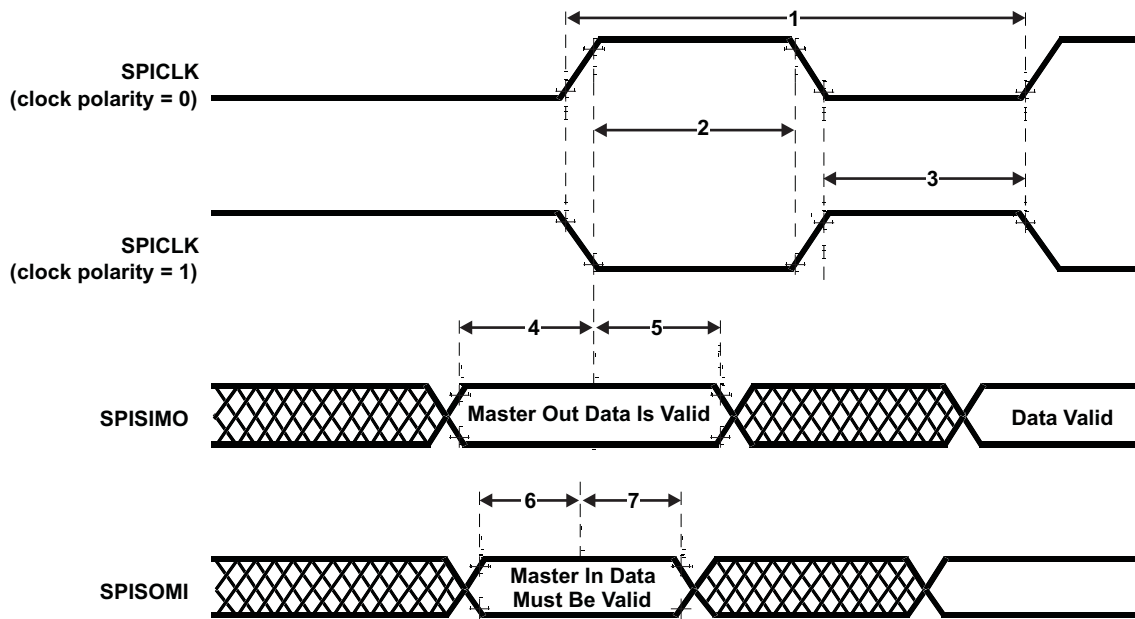 1
SPICLK
(clock polarity = 0)
2
3
SPICLK
(clock polarity = 1)
4
5
SPISIMO
Master Out Data Is Valid
Data Valid
6
7
SPISOMI
Master In Data
Must Be Valid